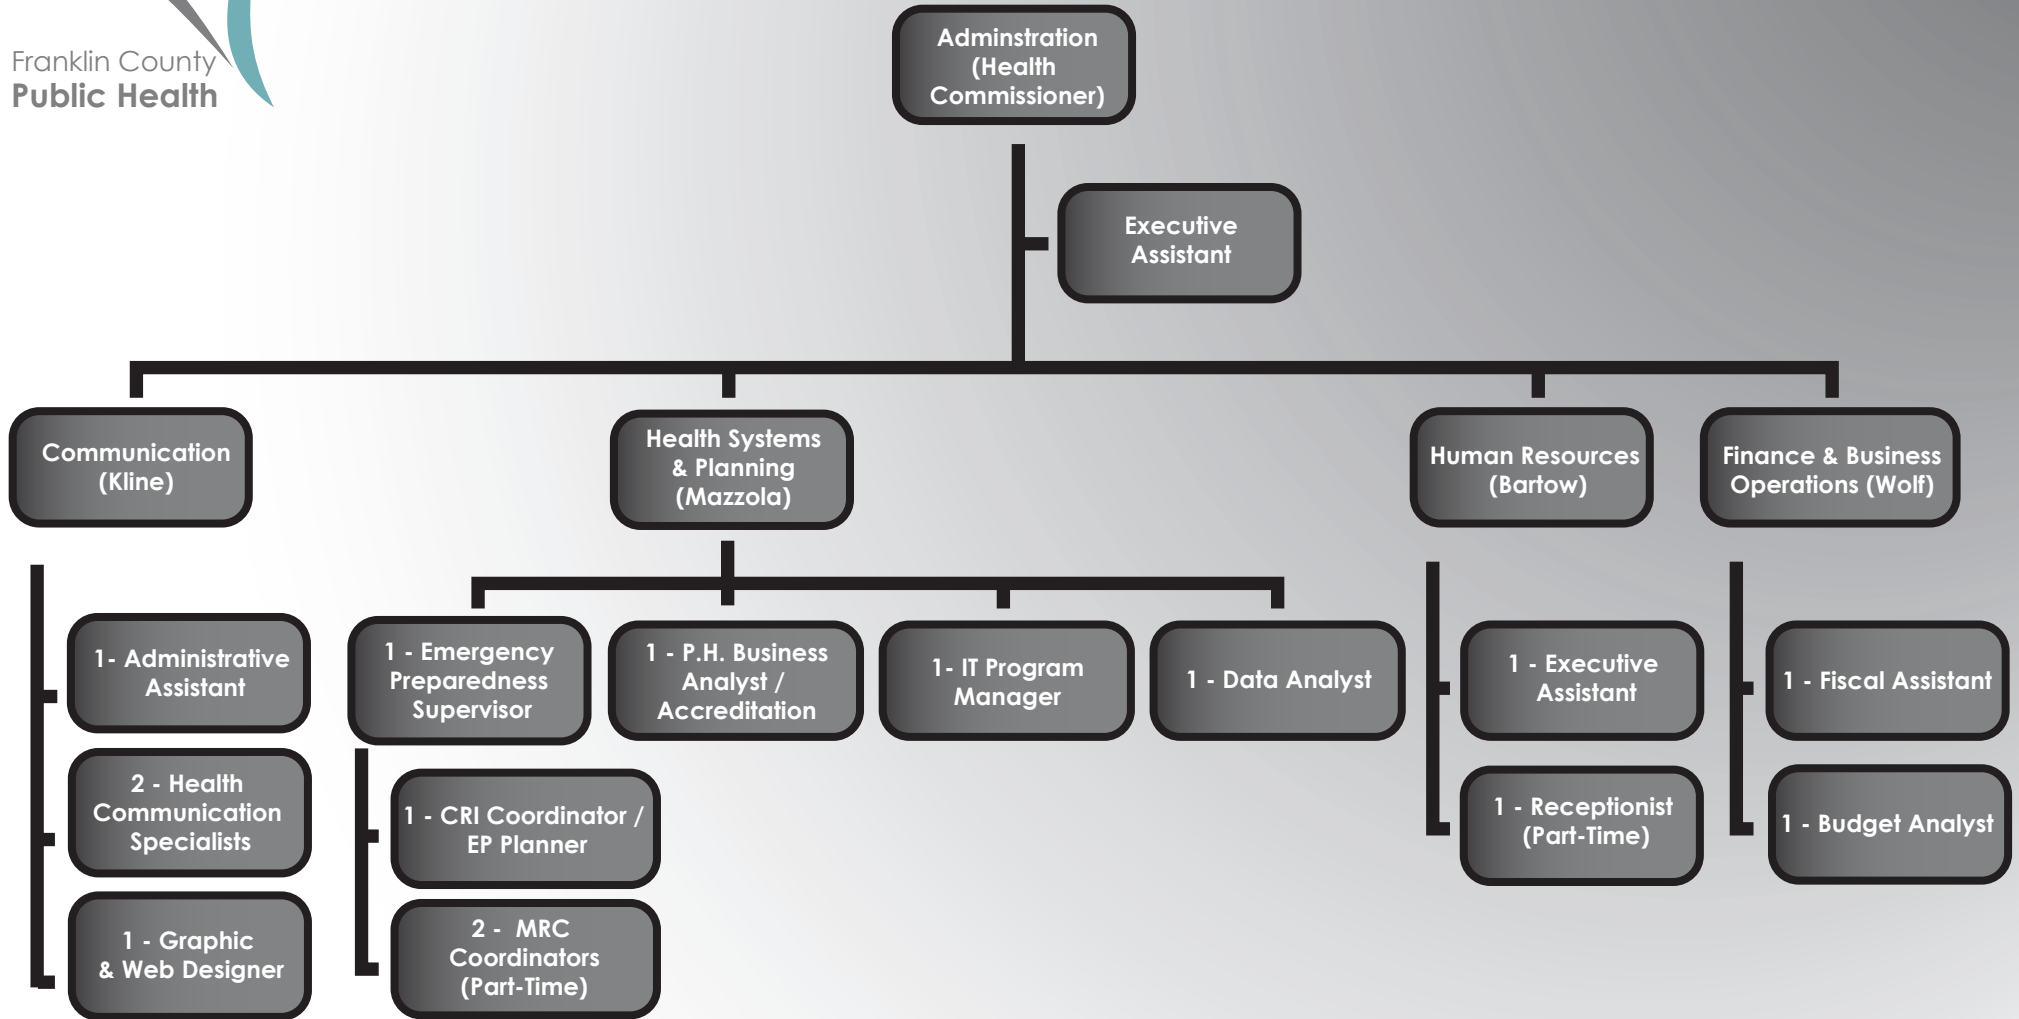 Franklin County
Public Health
Adminstration
(Health
Commissioner)
Executive
Assistant
Communication
(Kline)
Health Systems
& Planning
(Mazzola)
Human Resources
(Bartow)
Finance & Business
Operations (Wolf)
1- Administrative
Assistant
2 - Health
Communication
Specialists
1 - Graphic
& Web Designer
1 - Emergency
Preparedness
Supervisor
1 - P.H. Business
Analyst /
Accreditation
1- IT Program
Manager
1 - Data Analyst
1 - CRI Coordinator /
EP Planner
2 -  MRC
Coordinators
(Part-Time)
1 - Executive
Assistant
1 - Receptionist
(Part-Time)
1 - Fiscal Assistant
1 - Budget Analyst